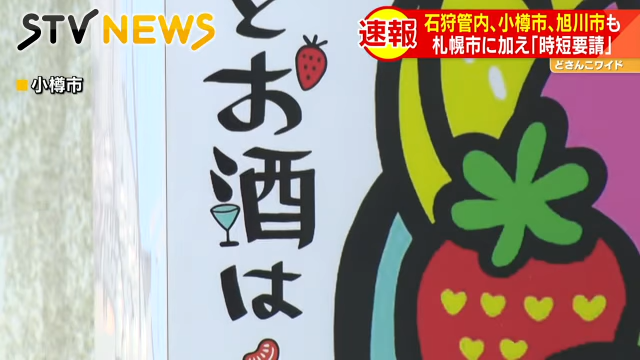 STV NEWS
速報
石狩管内、小樽市、旭川市も
札幌市に加え「時短要請」
どさんこワイド
小樽市
とお酒は